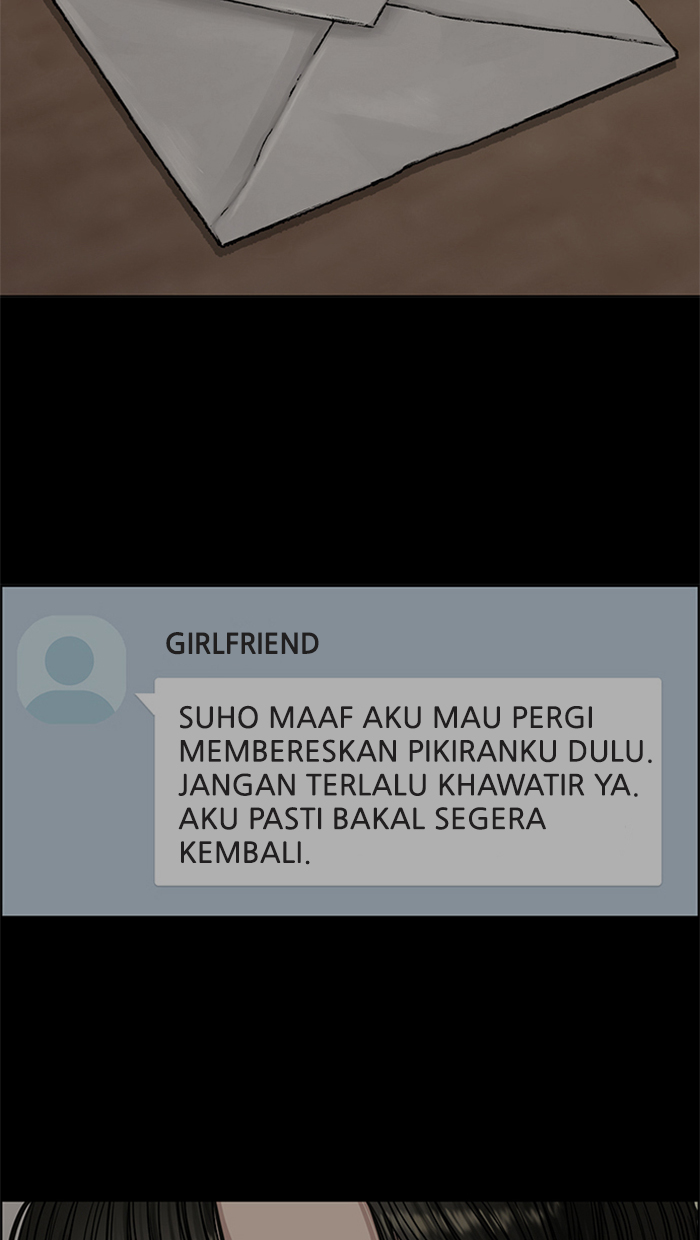 GIRLFRIEND
SUHO MAAF AKU MAU PERGI
MEMBERESKAN PIKIRANKU DULU.
JANGAN TERLALU KHAWATIR YA.
AKU PASTI BAKAL SEGERA
KEMBALI.